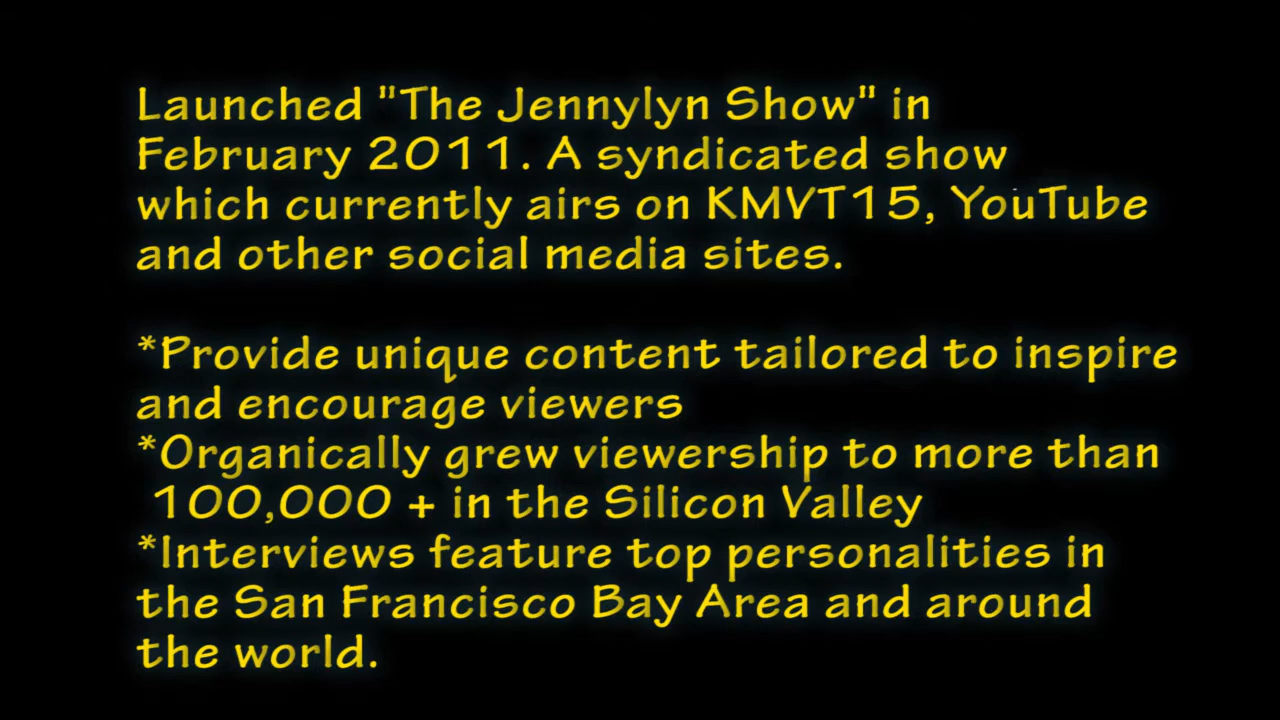 Launched "The Jennylyn Show" in
February 2011. A syndicated show
which currently airs on KMVT15, YouTube
and other social media sites.
*Provide unique content tailored to inspire
and encourage viewers
*Organically grew viewership to more than
100,000 + in the Silicon Valley
*Interviews feature top personalities in
the San Francisco Bay Area and around
the world.